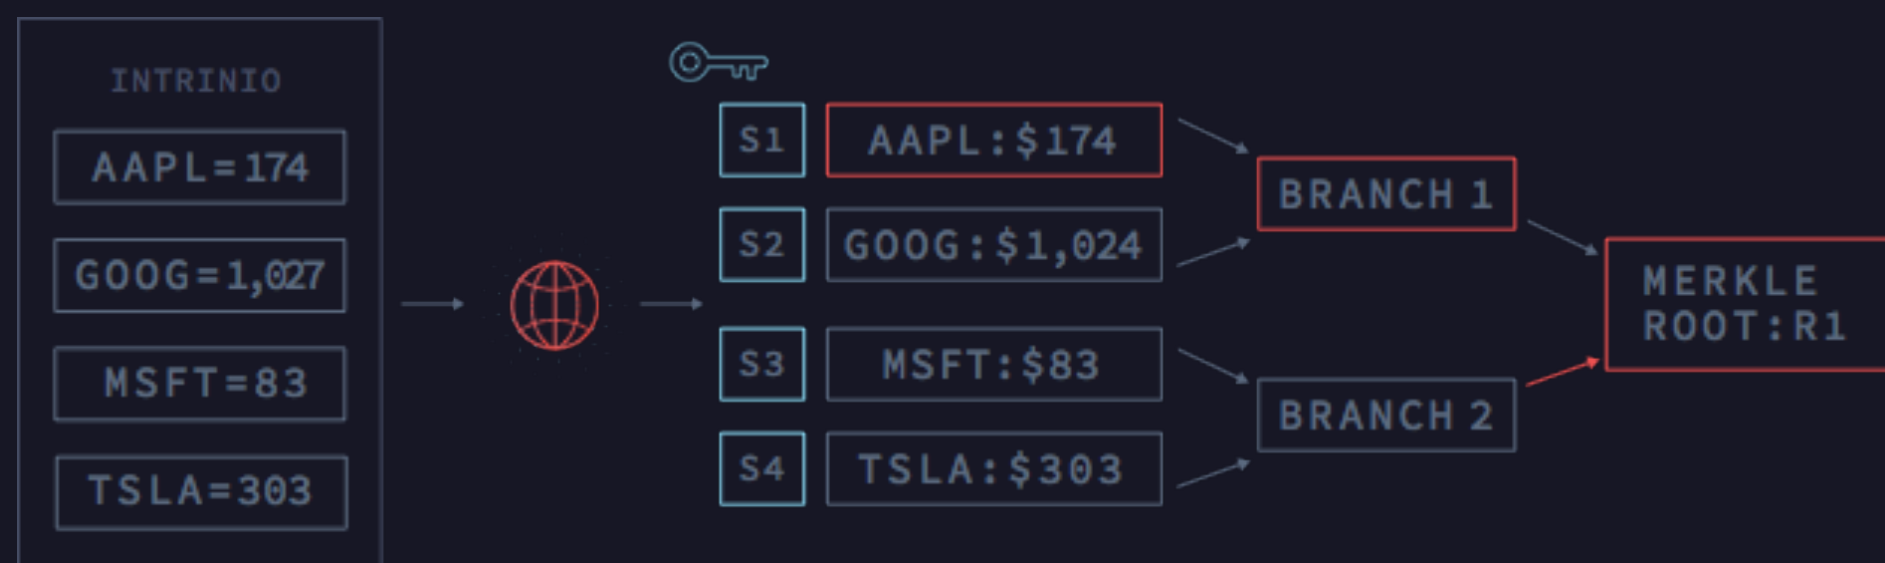 INTRINIO
AAPL=174
GOOG=1,027
MSFT=83
TSLA=303
S1 AAPL:$174
S2 GOOG:$1,024
S3 MSFT:$83
S4 TSLA:$303
BRANCH 1
BRANCH 2
MERKLE
ROOT:R1